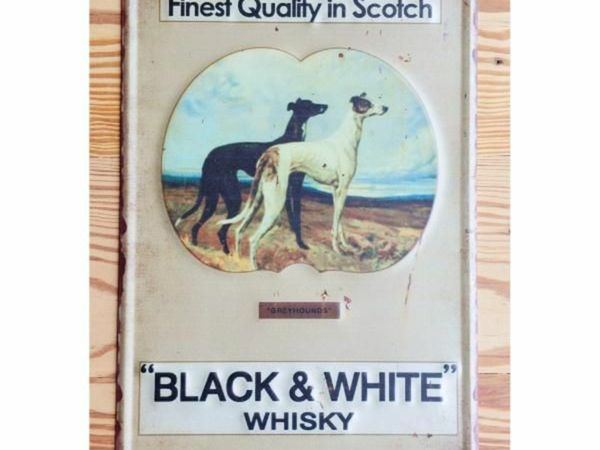 Finest Quality in Scotch
"GREYHOUNDS"
"BLACK & WHITE"
WHISKY